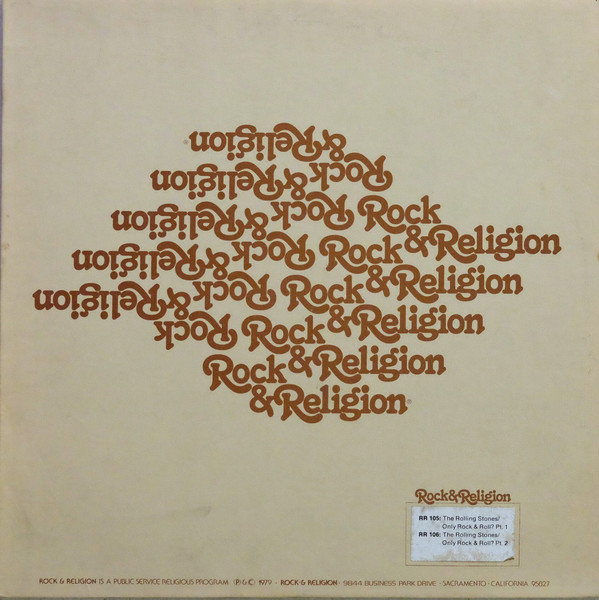 Rock
&Religion
Rock
&Religion
Rock
&Religion
Rock
&Religion
Rock
&Religion®
Rock
&Religion
Rock
&Religion
Rock
&Religion
Rock
&Religion
Rock
&Religion®
Rock&Religion
RR 105: The Rolling Stones/
Only Rock & Roll? Pt. 1
RR 106: The Rolling Stones/
Only Rock & Roll? Pt. 2
ROCK & RELIGION IS A PUBLIC SERVICE RELIGIOUS PROGRAM Ⓟ & © 1979 - ROCK & RELIGION - 9844 BUSINESS PARK DRIVE - SACRAMENTO - CALIFORNIA 95827